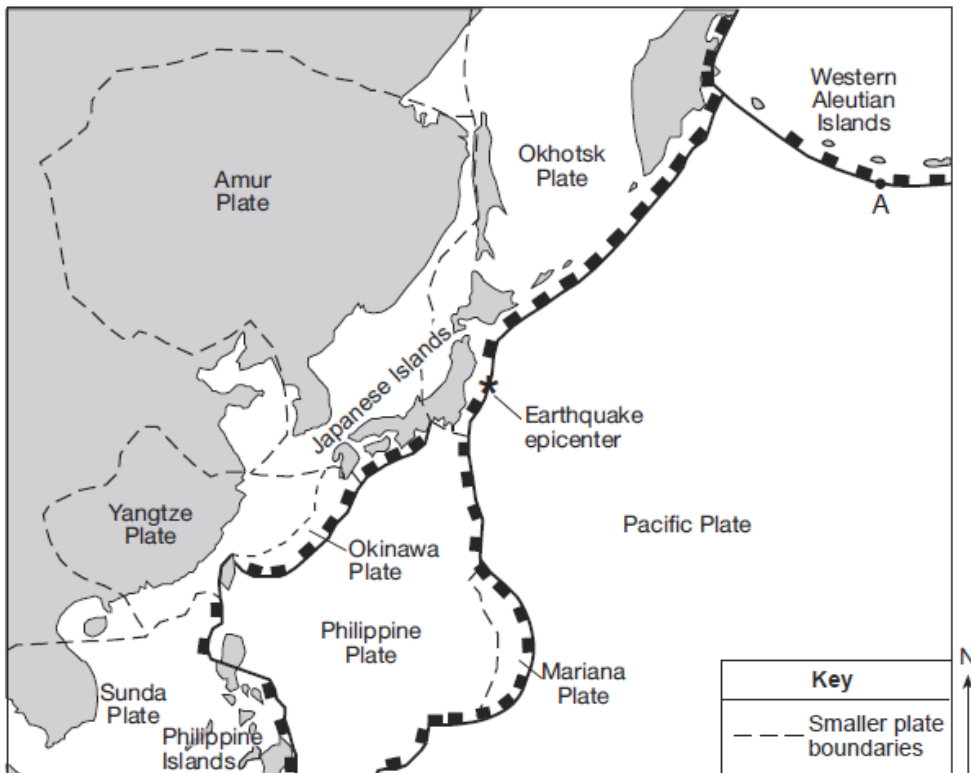 Western
Aleutian
Islands
Okhotsk
Plate
Amur
Plate
A
Japanese Islands
Earthquake
epicenter
Yangtze
Plate
Pacific Plate
Okinawa
Plate
Philippine
Plate
Mariana
Plate
Sunda
Plate
Philippine
Islands
N
Key
Smaller plate
boundaries